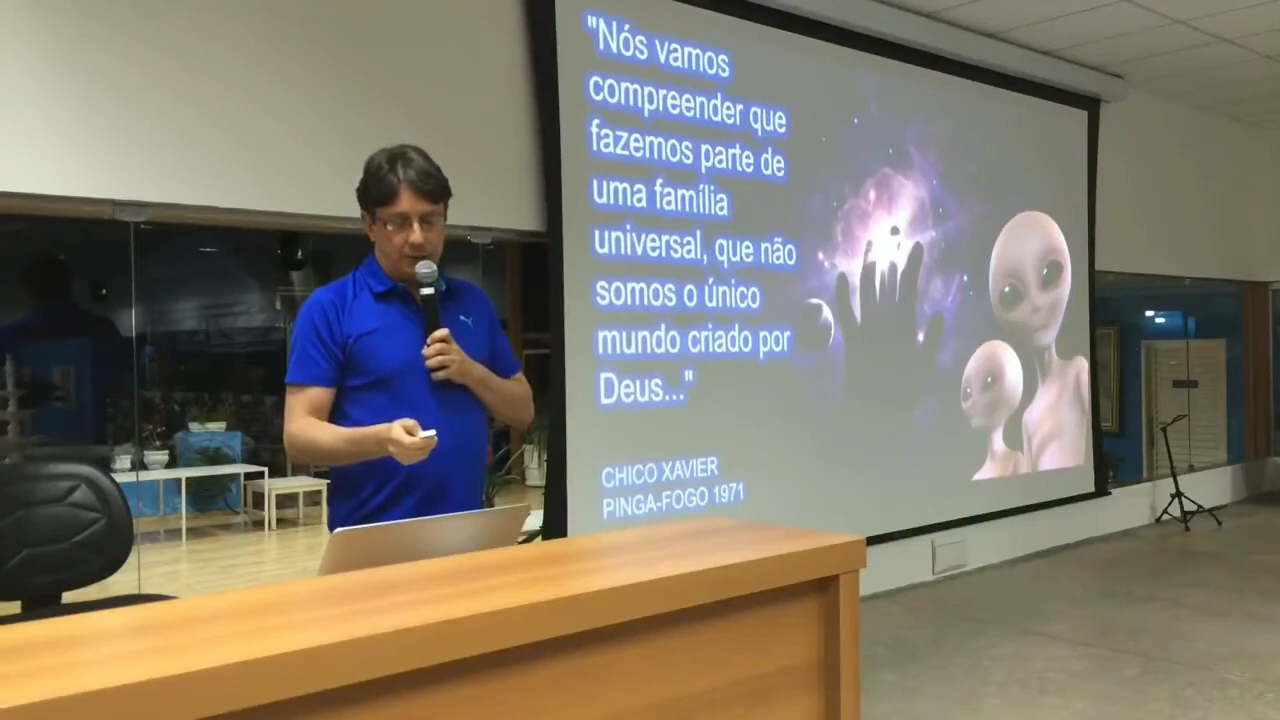 "Nós vamos
compreender que
fazemos parte de
uma família
universal, que não
somos o único
mundo criado por
Deus..."
CHICO XAVIER
PINGA-FOGO 1971